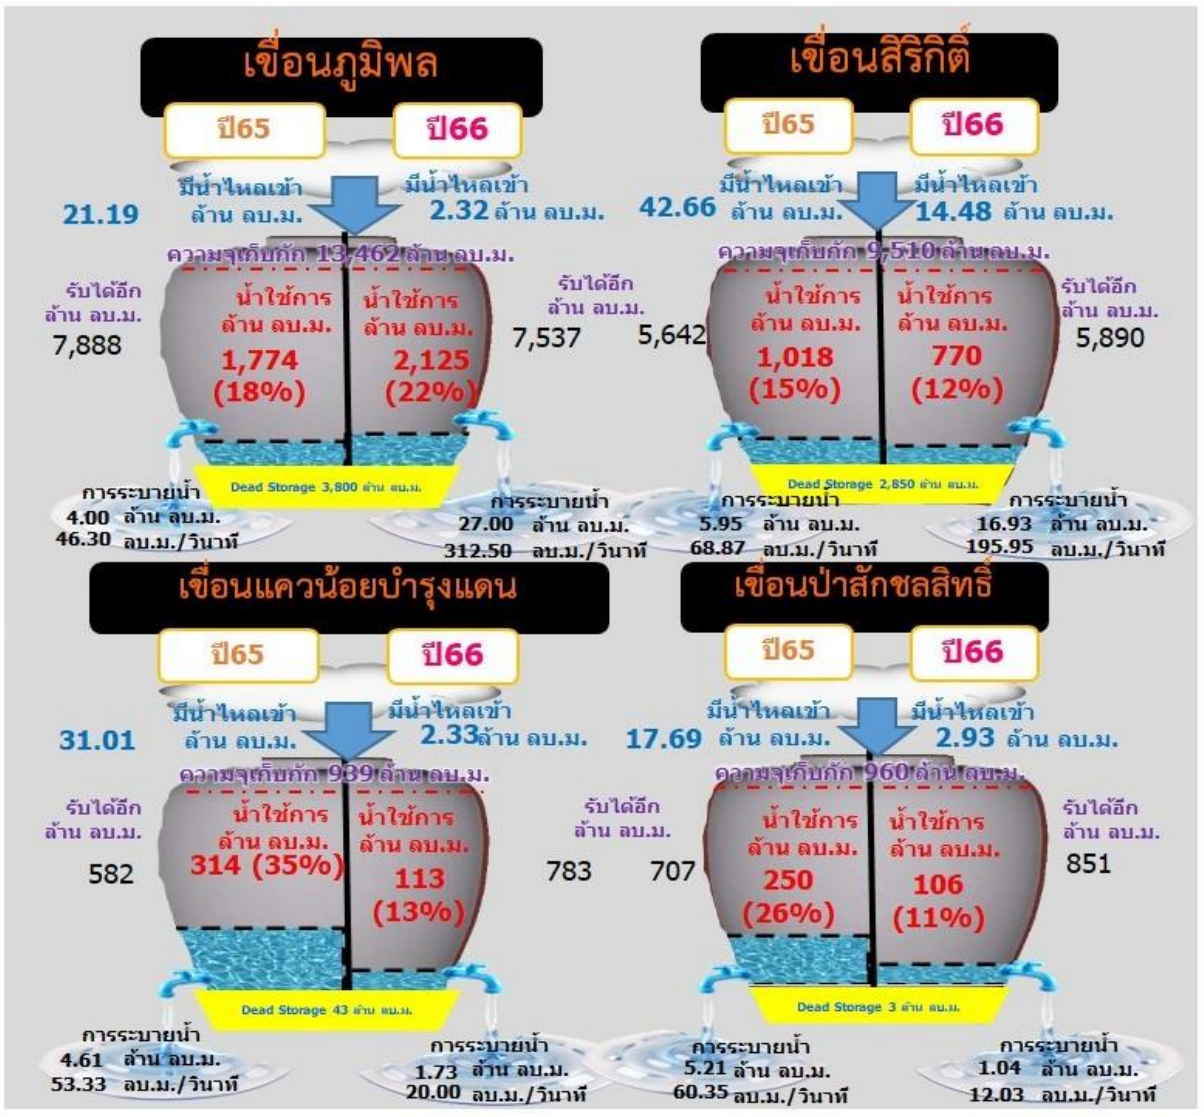 เขื่อนภูมิพล
ปี65
ปี66
มีน้ำไหลเข้า
21.19 ล้าน ลบ.ม.
มีน้ำไหลเข้า
2.32 ล้าน ลบ.ม.
ความจุเก็บกัก 13,462 ล้าน ลบ.ม.
รับได้อีก
ล้าน ลบ.ม.
7,888
น้ำใช้การ
ล้าน ลบ.ม.
1,774
(18%)
น้ำใช้การ
ล้าน ลบ.ม.
2,125
(22%)
รับได้อีก
ล้าน ลบ.ม.
7,537
Dead Storage 3,800 ล้าน ลบ.ม.
การระบายน้ำ
4.00 ล้าน ลบ.ม.
46.30 ลบ.ม./วินาที
การระบายน้ำ
27.00 ล้าน ลบ.ม.
312.50 ลบ.ม./วินาที
เขื่อนสิริกิติ์
ปี65
ปี66
มีน้ำไหลเข้า
42.66 ล้าน ลบ.ม.
มีน้ำไหลเข้า
14.48 ล้าน ลบ.ม.
ความจุเก็บกัก 9,510 ล้าน ลบ.ม.
5,642
น้ำใช้การ
ล้าน ลบ.ม.
1,018
(15%)
น้ำใช้การ
ล้าน ลบ.ม.
770
(12%)
รับได้อีก
ล้าน ลบ.ม.
5,890
Dead Storage 2,850 ล้าน ลบ.ม.
การระบายน้ำ
5.95 ล้าน ลบ.ม.
68.87 ลบ.ม./วินาที
การระบายน้ำ
16.93 ล้าน ลบ.ม.
195.95 ลบ.ม./วินาที
เขื่อนแควน้อยบำรุงแดน
ปี65
ปี66
มีน้ำไหลเข้า
31.01 ล้าน ลบ.ม.
มีน้ำไหลเข้า
2.33 ล้าน ลบ.ม.
ความจุเก็บกัก 939 ล้าน ลบ.ม.
รับได้อีก
ล้าน ลบ.ม.
582
น้ำใช้การ
ล้าน ลบ.ม.
314 (35%)
น้ำใช้การ
ล้าน ลบ.ม.
113
(13%)
รับได้อีก
ล้าน ลบ.ม.
783
Dead Storage 43 ล้าน ลบ.ม.
การระบายน้ำ
4.61 ล้าน ลบ.ม.
53.33 ลบ.ม./วินาที
การระบายน้ำ
1.73 ล้าน ลบ.ม.
20.00 ลบ.ม./วินาที
เขื่อนป่าสักชลสิทธิ์
ปี65
ปี66
มีน้ำไหลเข้า
17.69 ล้าน ลบ.ม.
มีน้ำไหลเข้า
2.93 ล้าน ลบ.ม.
ความจุเก็บกัก 960 ล้าน ลบ.ม.
707
น้ำใช้การ
ล้าน ลบ.ม.
250
(26%)
น้ำใช้การ
ล้าน ลบ.ม.
106
(11%)
รับได้อีก
ล้าน ลบ.ม.
851
Dead Storage 3 ล้าน ลบ.ม.
การระบายน้ำ
5.21 ล้าน ลบ.ม.
60.35 ลบ.ม./วินาที
การระบายน้ำ
1.04 ล้าน ลบ.ม.
12.03 ลบ.ม./วินาที